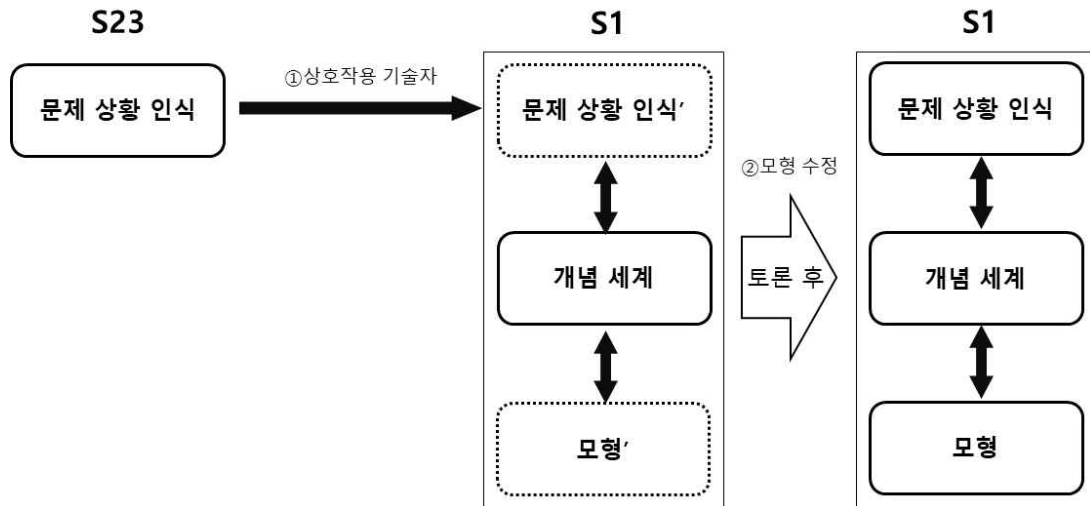 S23
S1
S1
문제 상황 인식
①상호작용 기술자
문제 상황 인식′
문제 상황 인식
②모형 수정
개념 세계
토론 후
개념 세계
모형′
모형